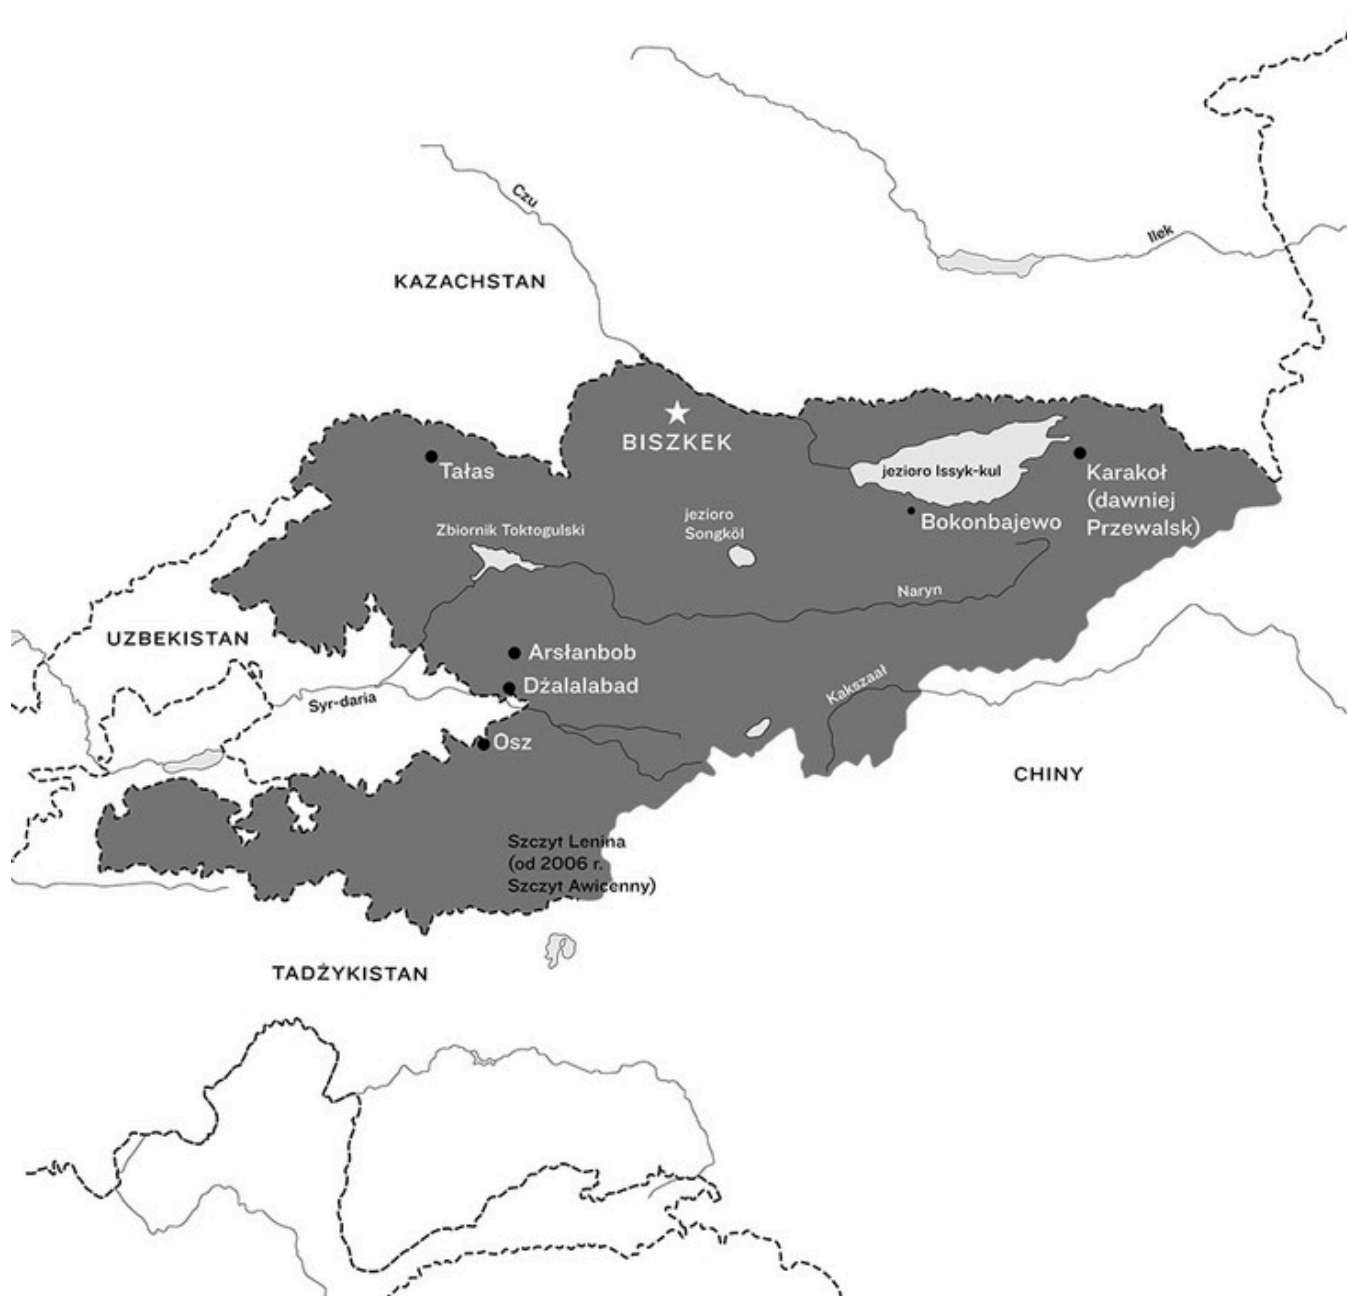 Czu
Ilek
KAZACHSTAN
BISZKEK
Tałas
jezioro Issyk-kul
Karakoł
(dawniej
Przewalsk)
jezioro
Songköl
Bokonbajewo
Zbiornik Toktogulski
Naryn
UZBEKISTAN
Arsłanbob
Dżalalabad
Kakszaał
Syr-daria
Osz
CHINY
Szczyt Lenina
(od 2006 r.
Szczyt Awicenny)
TADŻYKISTAN